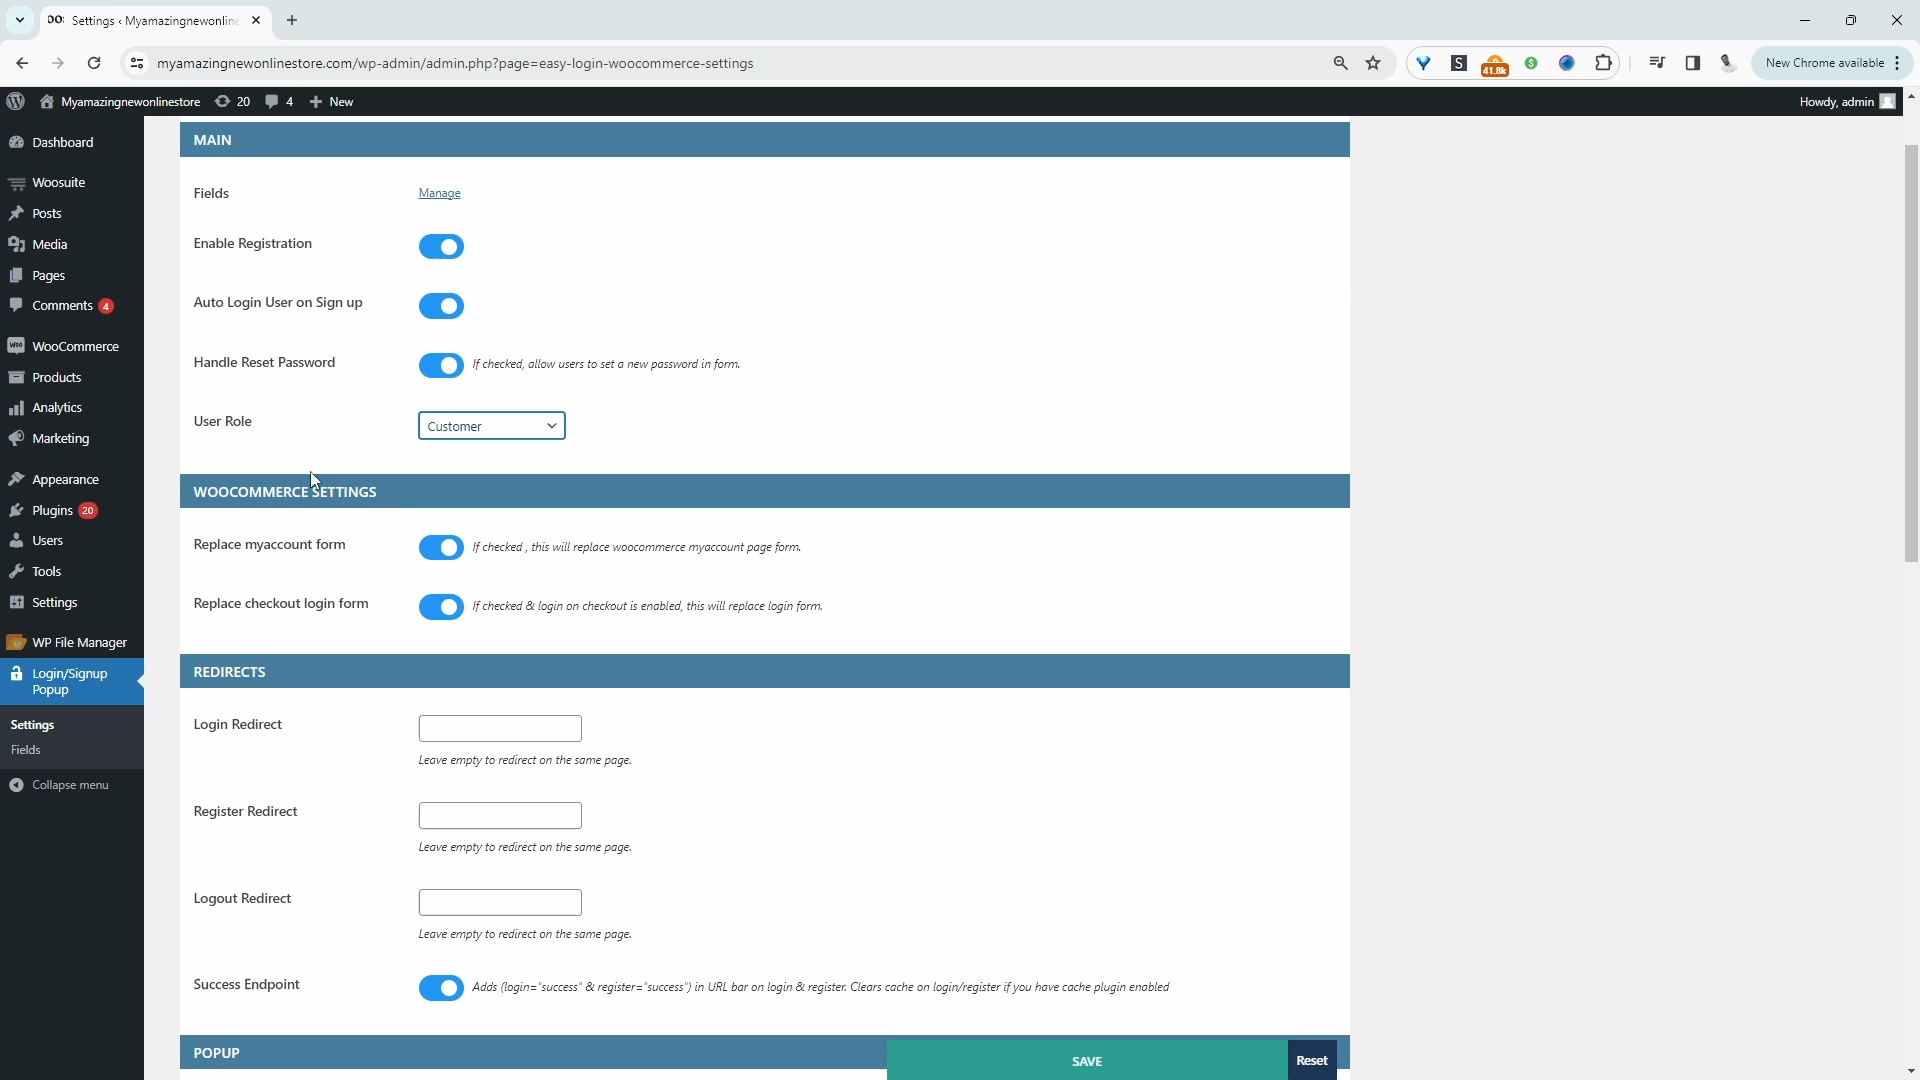 Settings ‹ Myamazingnewonline
myamazingnewonlinestore.com/wp-admin/admin.php?page=easy-login-woocommerce-settings
S
41.8k
New Chrome available
Myamazingnewonlinestore
20
4
New
Howdy, admin
Dashboard
Woosuite
Posts
Media
Pages
Comments 4
WooCommerce
Products
Analytics
Marketing
Appearance
Plugins 20
Users
Tools
Settings
WP File Manager
Login/Signup
Popup
Settings
Fields
Collapse menu
MAIN
Fields
Manage
Enable Registration
Auto Login User on Sign up
Handle Reset Password
If checked, allow users to set a new password in form.
User Role
Customer
WOOCOMMERCE SETTINGS
Replace myaccount form
If checked , this will replace woocommerce myaccount page form.
Replace checkout login form
If checked & login on checkout is enabled, this will replace login form.
REDIRECTS
Login Redirect
Leave empty to redirect on the same page.
Register Redirect
Leave empty to redirect on the same page.
Logout Redirect
Leave empty to redirect on the same page.
Success Endpoint
Adds (login="success" & register="success") in URL bar on login & register. Clears cache on login/register if you have cache plugin enabled
POPUP
SAVE
Reset